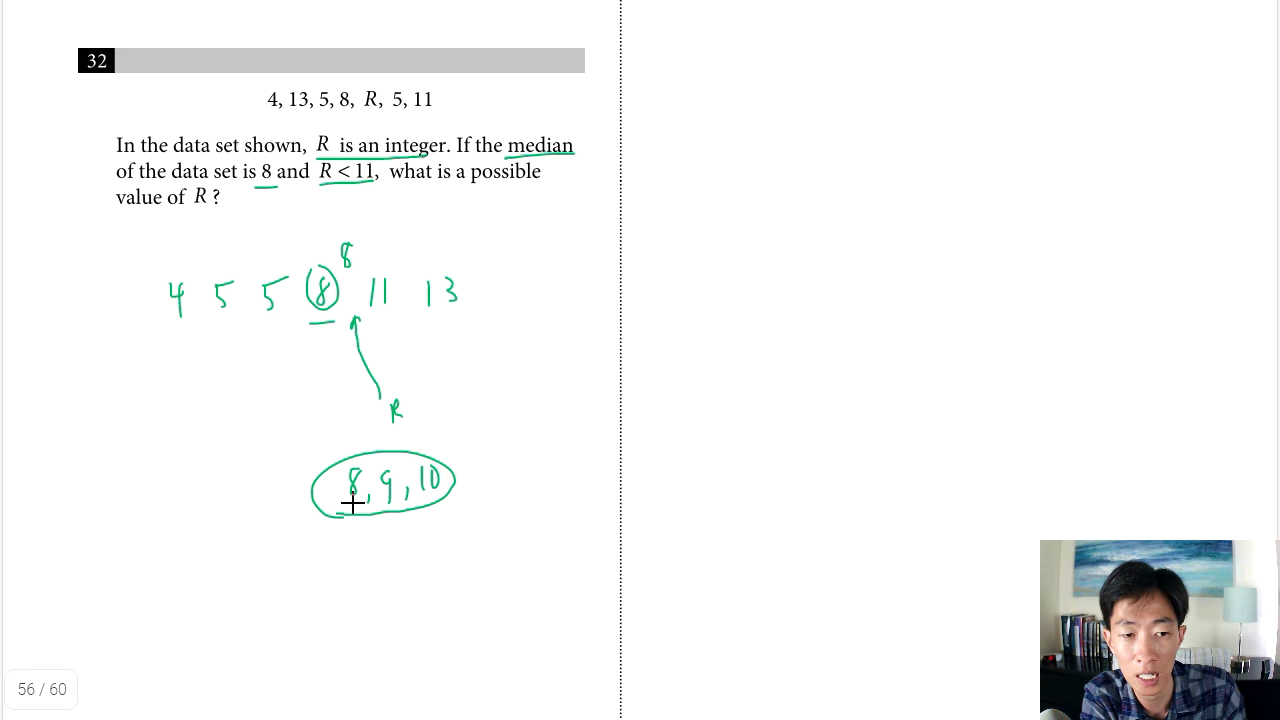 32
4, 13, 5, 8, R, 5, 11
In the data set shown, R is an integer. If the median
of the data set is 8 and R < 11, what is a possible
value of R ?
8
4 5 5 8 11 13
R
8, 9, 10
56 / 60